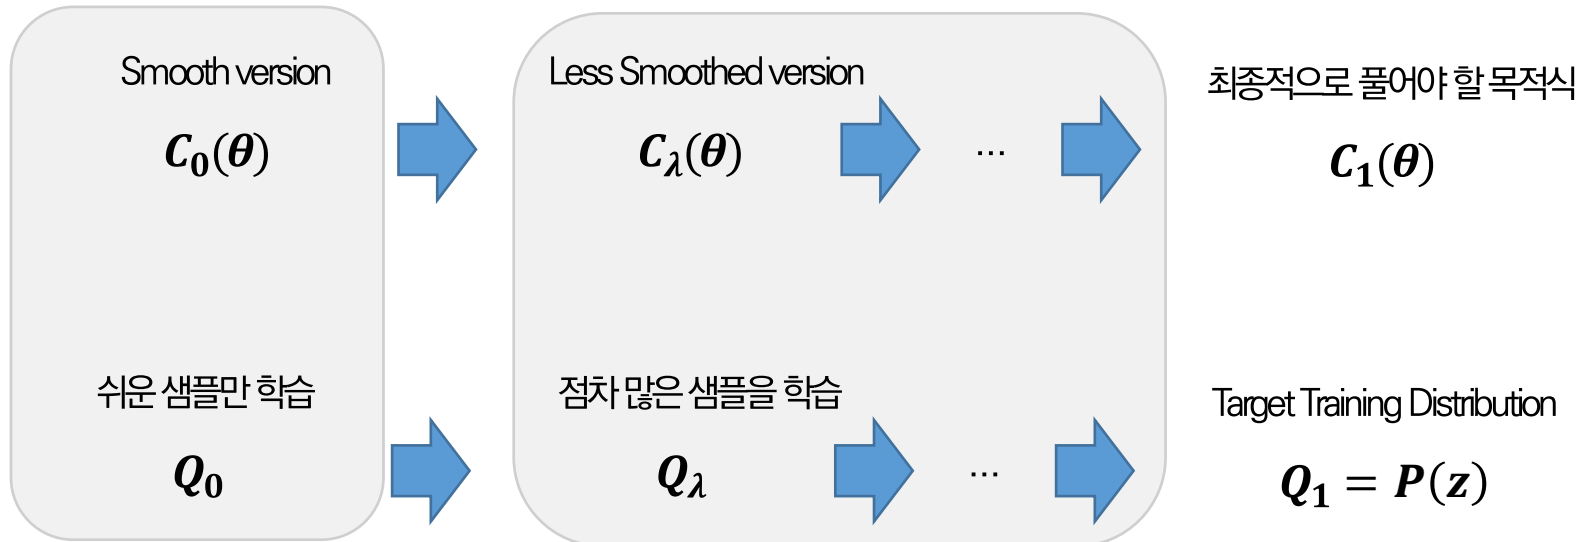 Smooth version
C₀(θ)
Less Smoothed version
C_λ(θ)
...
최종적으로 풀어야 할 목적식
C₁(θ)
쉬운 샘플만 학습
Q₀
점차 많은 샘플을 학습
Q_λ
...
Target Training Distribution
Q₁ = P(z)